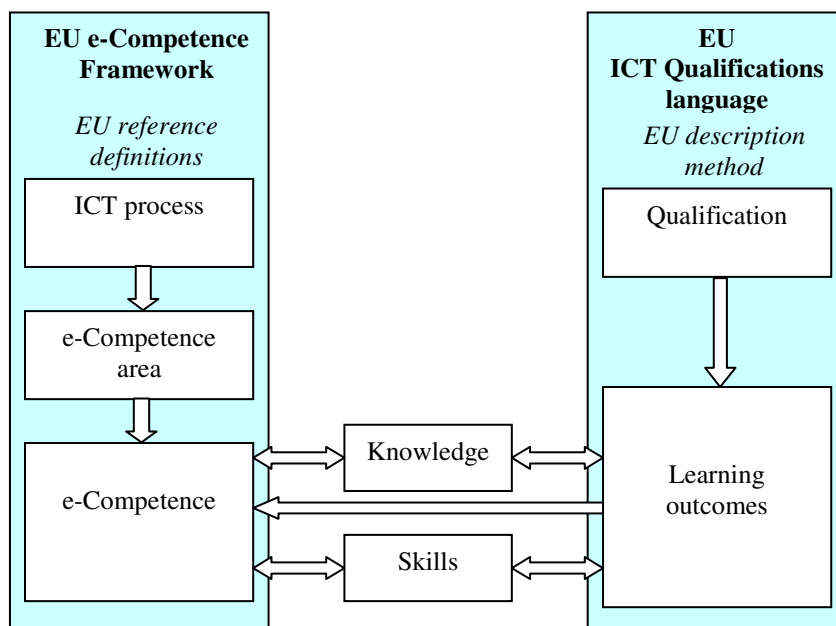 EU e-Competence
Framework
EU reference
definitions
ICT process
e-Competence
area
e-Competence
Knowledge
Skills
EU
ICT Qualifications
language
EU description
method
Qualification
Learning
outcomes